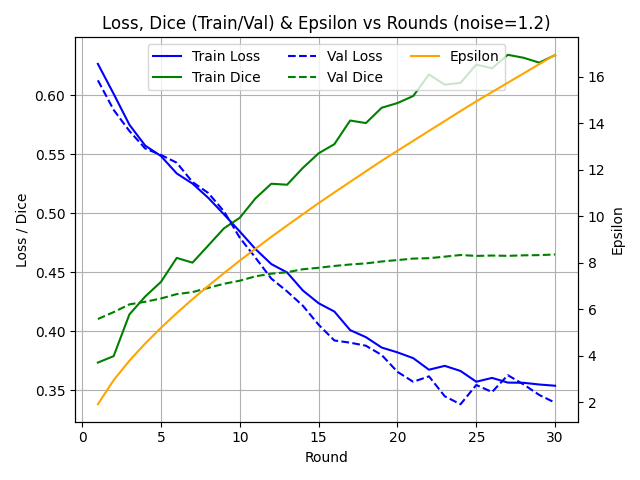 Loss, Dice (Train/Val) & Epsilon vs Rounds (noise=1.2)
Train Loss
Train Dice
Val Loss
Val Dice
Epsilon
0.60
0.55
0.50
0.45
0.40
0.35
Loss / Dice
16
14
12
10
8
6
4
2
Epsilon
0 5 10 15 20 25 30
Round